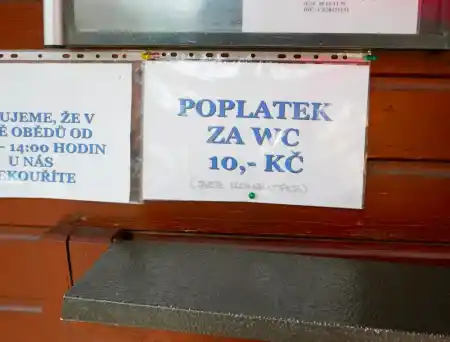 UJEME, ŽE V
Ě OBĚDŮ OD
- 14:00 HODIN
U NÁS
EKOUŘÍTE
POPLATEK
ZA WC
10,- KČ